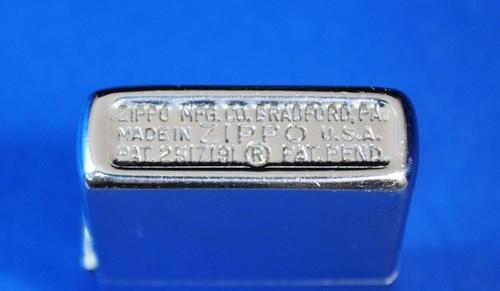 ZIPPO MFG. CO. BRADFORD, PA.
MADE IN ZIPPO U.S.A.
PAT. 2517191 ® PAT. PEND.